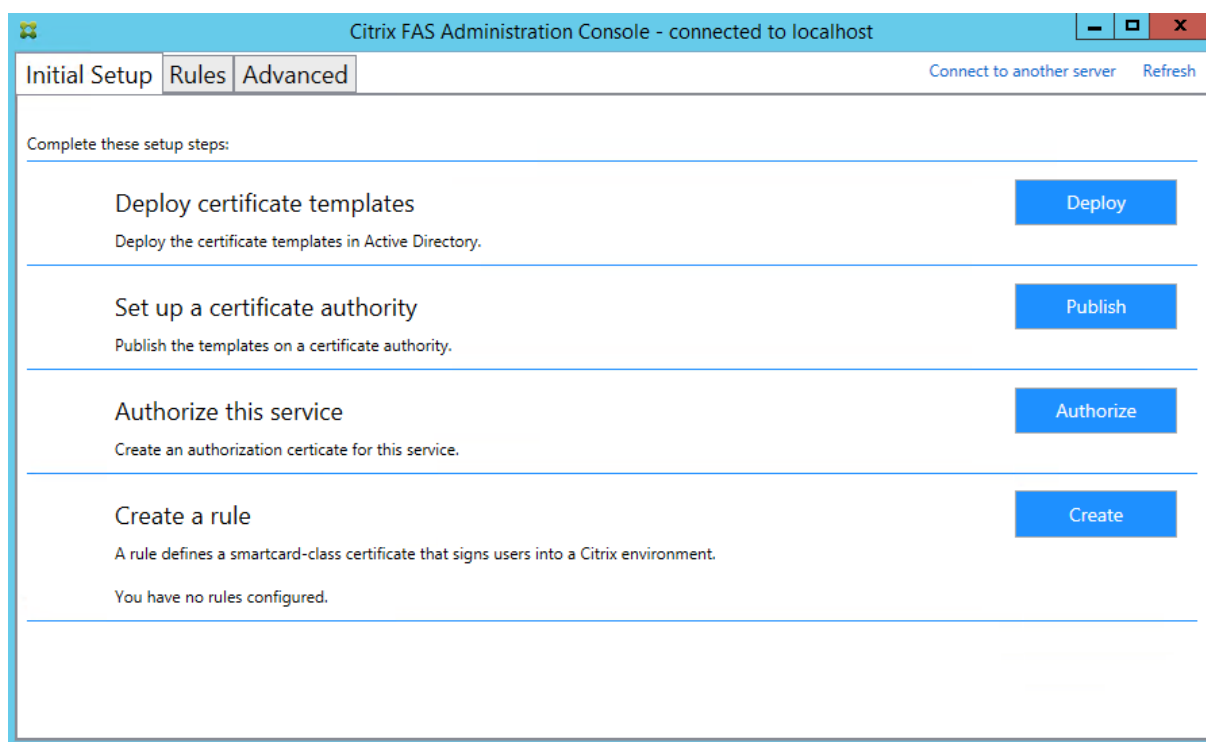 Citrix FAS Administration Console - connected to localhost
Initial Setup Rules Advanced Connect to another server Refresh
Complete these setup steps:
Deploy certificate templates Deploy
Deploy the certificate templates in Active Directory.
Set up a certificate authority Publish
Publish the templates on a certificate authority.
Authorize this service Authorize
Create an authorization certicate for this service.
Create a rule Create
A rule defines a smartcard-class certificate that signs users into a Citrix environment.
You have no rules configured.